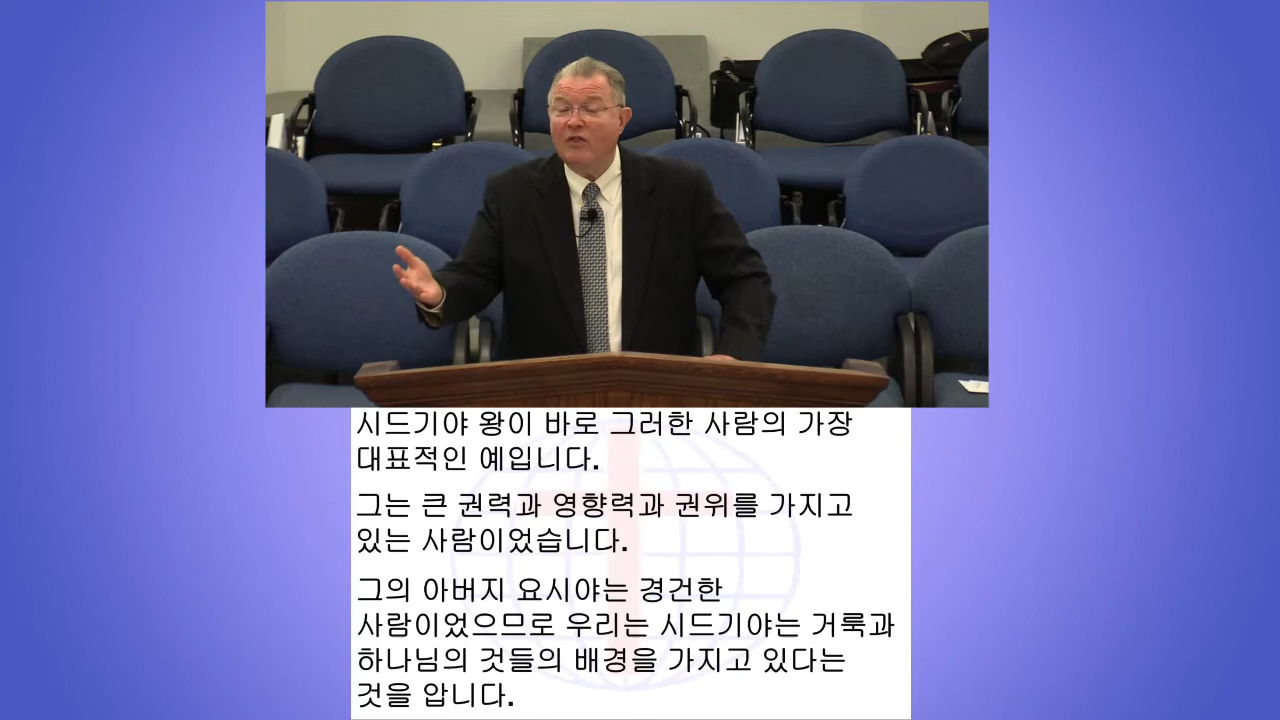 시드기야 왕이 바로 그러한 사람의 가장
대표적인 예입니다.
그는 큰 권력과 영향력과 권위를 가지고
있는 사람이었습니다.
그의 아버지 요시야는 경건한
사람이었으므로 우리는 시드기야는 거룩과
하나님의 것들의 배경을 가지고 있다는
것을 압니다.